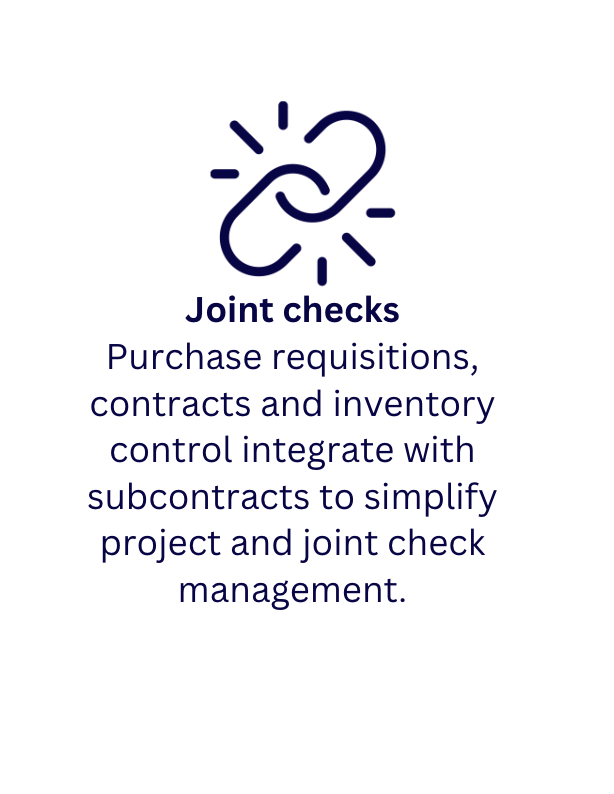 Joint checks
Purchase requisitions,
contracts and inventory
control integrate with
subcontracts to simplify
project and joint check
management.